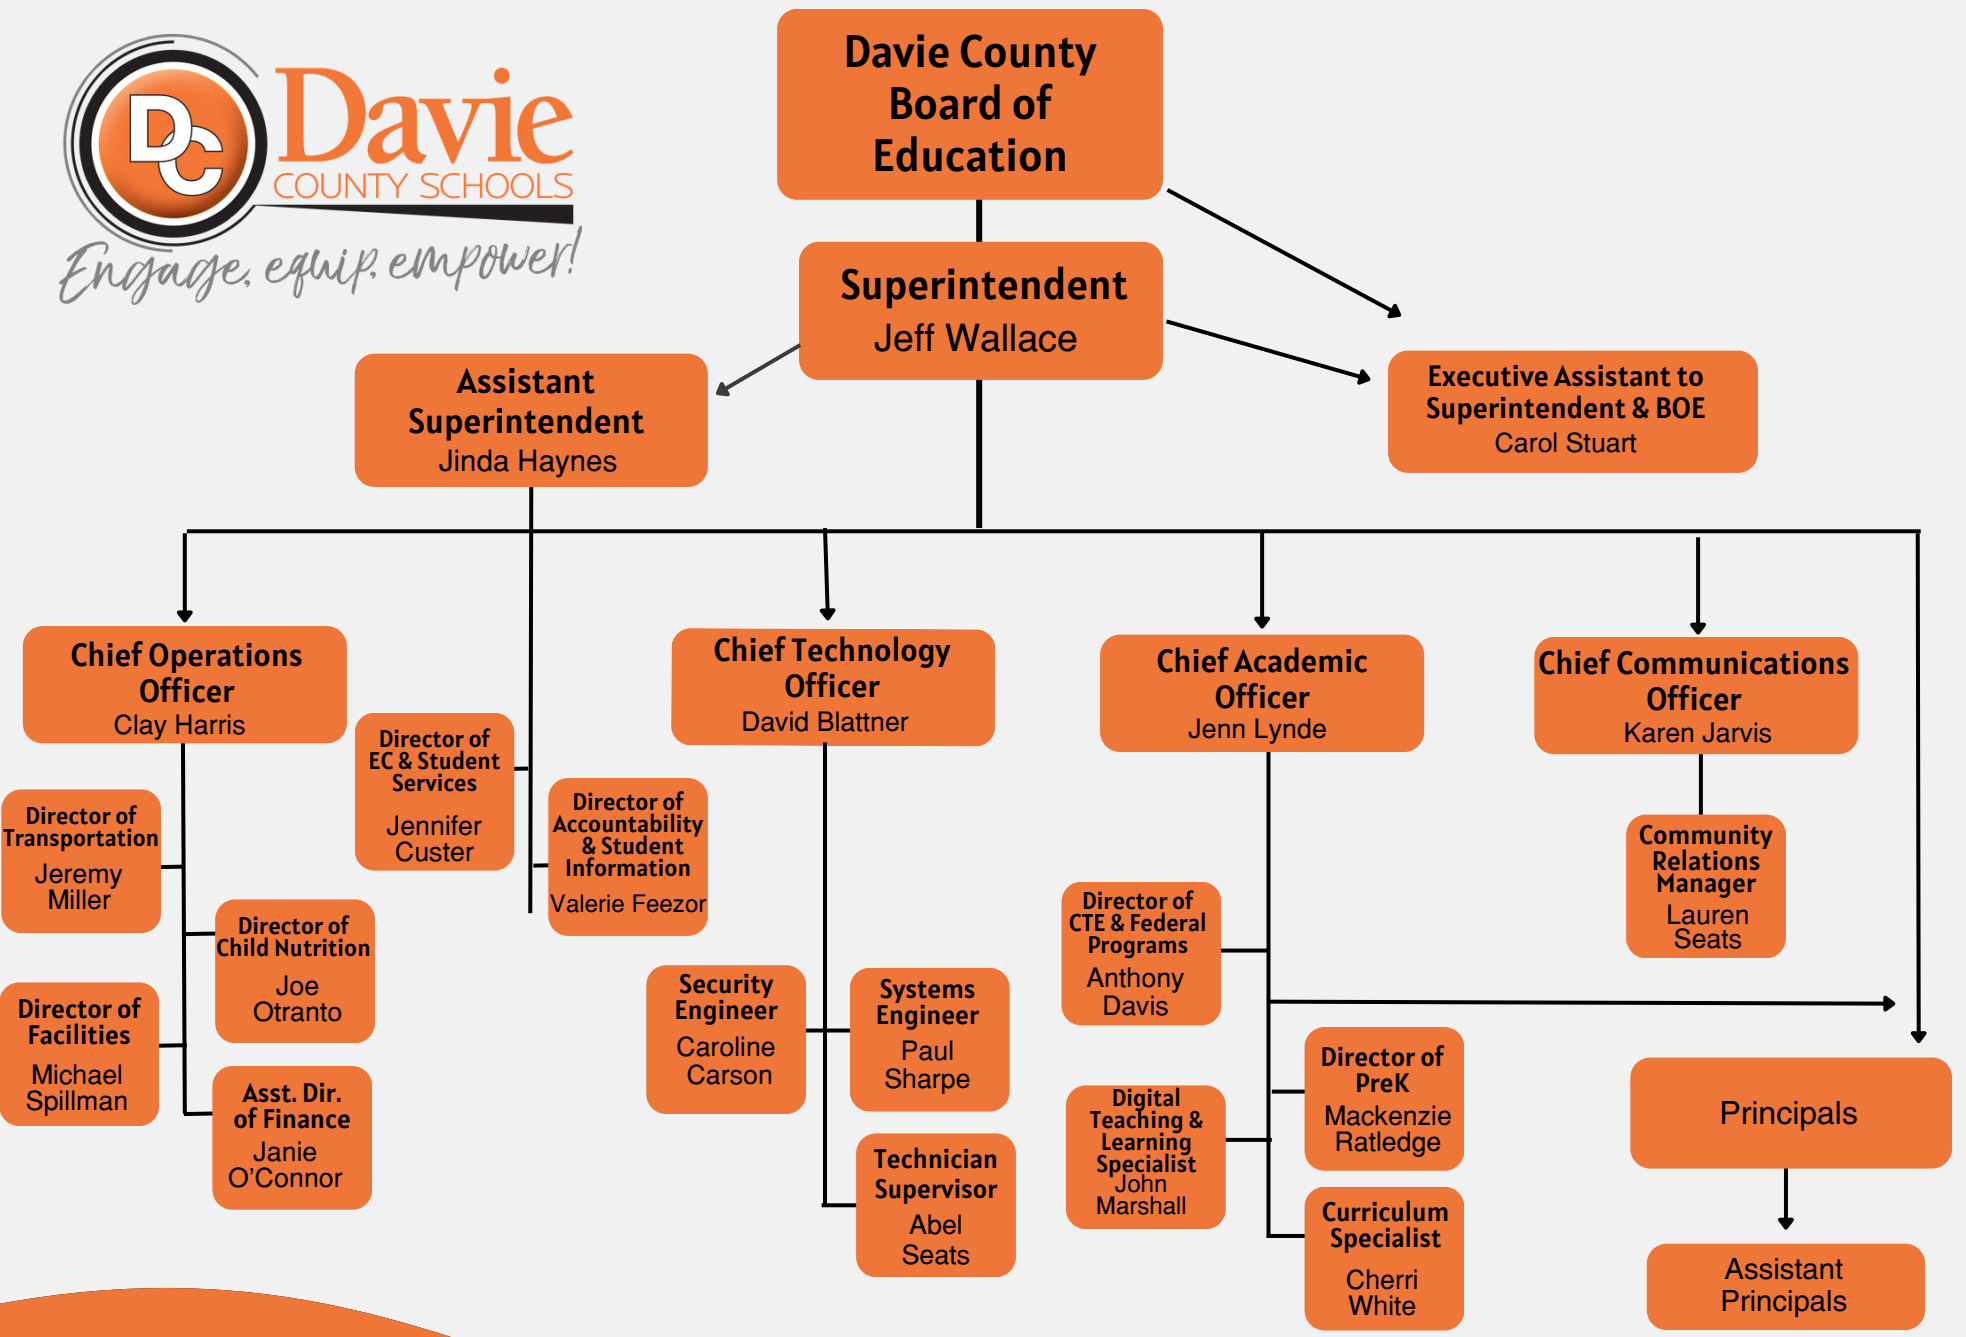 DC
Davie
COUNTY SCHOOLS
Engage, equip, empower!
Davie County
Board of
Education
Superintendent
Jeff Wallace
Assistant
Superintendent
Jinda Haynes
Executive Assistant to
Superintendent & BOE
Carol Stuart
Chief Operations
Officer
Clay Harris
Director of
Transportation
Jeremy
Miller
Director of
Child Nutrition
Joe
Otranto
Director of
Facilities
Michael
Spillman
Asst. Dir.
of Finance
Janie
O’Connor
Director of
EC & Student
Services
Jennifer
Custer
Director of
Accountability
& Student
Information
Valerie Feezor
Chief Technology
Officer
David Blattner
Security
Engineer
Caroline
Carson
Systems
Engineer
Paul
Sharpe
Technician
Supervisor
Abel
Seats
Chief Academic
Officer
Jenn Lynde
Director of
CTE & Federal
Programs
Anthony
Davis
Director of
PreK
Mackenzie
Ratledge
Digital
Teaching &
Learning
Specialist
John
Marshall
Curriculum
Specialist
Cherri
White
Chief Communications
Officer
Karen Jarvis
Community
Relations
Manager
Lauren
Seats
Principals
Assistant
Principals